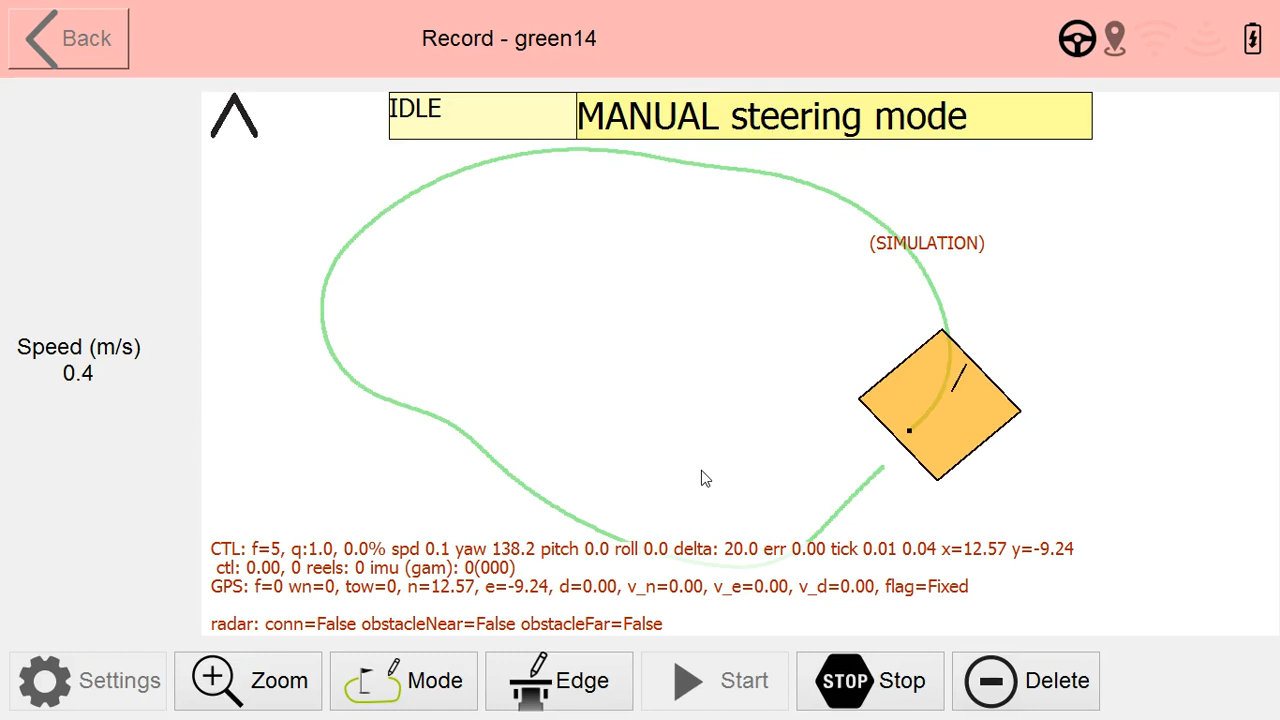 Back
Record - green14
IDLE
MANUAL steering mode
(SIMULATION)
Speed (m/s)
0.4
CTL: f=5, q:1.0, 0.0% spd 0.1 yaw 138.2 pitch 0.0 roll 0.0 delta: 20.0 err 0.00 tick 0.01 0.04 x=12.57 y=-9.24
ctl: 0.00, 0 reels: 0 imu (gam): 0(000)
GPS: f=0 wn=0, tow=0, n=12.57, e=-9.24, d=0.00, v_n=0.00, v_e=0.00, v_d=0.00, flag=Fixed
radar: conn=False obstacleNear=False obstacleFar=False
Settings
Zoom
Mode
Edge
Start
STOP Stop
Delete